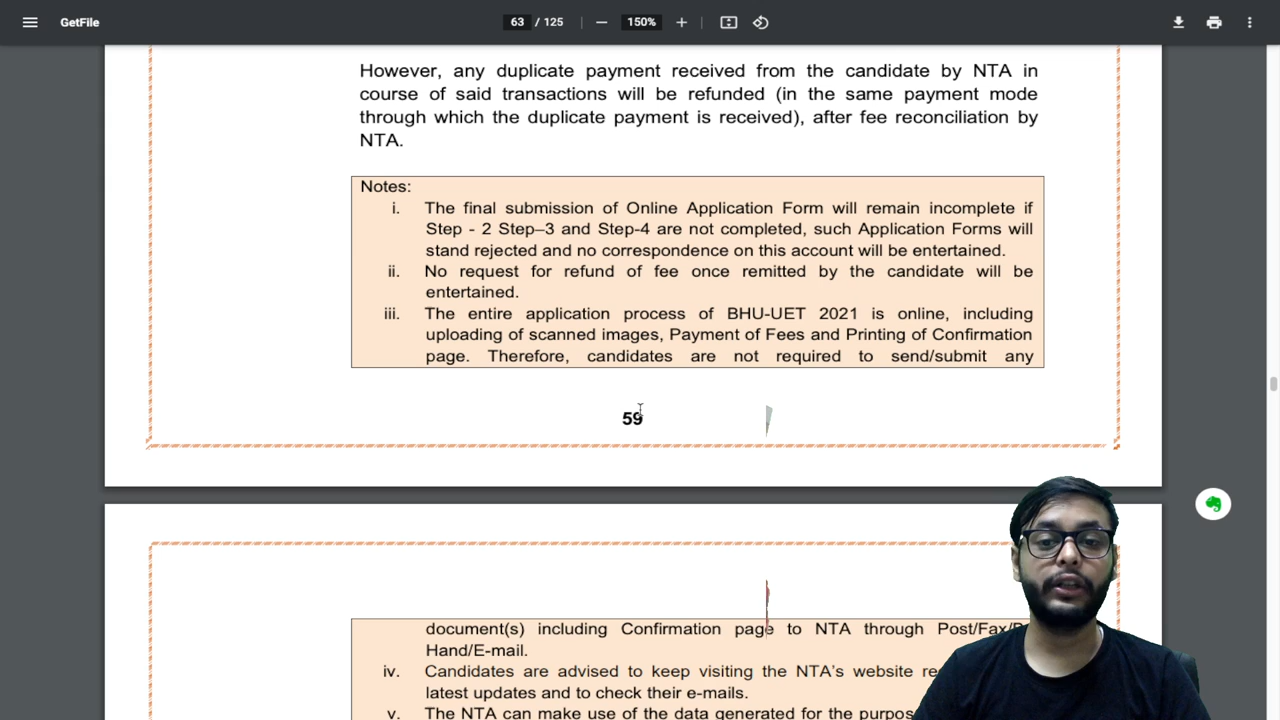 GetFile
63 / 125
150%
However, any duplicate payment received from the candidate by NTA in
course of said transactions will be refunded (in the same payment mode
through which the duplicate payment is received), after fee reconciliation by
NTA.
Notes:
i. The final submission of Online Application Form will remain incomplete if
Step - 2 Step–3 and Step-4 are not completed, such Application Forms will
stand rejected and no correspondence on this account will be entertained.
ii. No request for refund of fee once remitted by the candidate will be
entertained.
iii. The entire application process of BHU-UET 2021 is online, including
uploading of scanned images, Payment of Fees and Printing of Confirmation
page. Therefore, candidates are not required to send/submit any
59
document(s) including Confirmation page to NTA through Post/Fax/
Hand/E-mail.
iv. Candidates are advised to keep visiting the NTA's website
latest updates and to check their e-mails.
v. The NTA can make use of the data generated for the